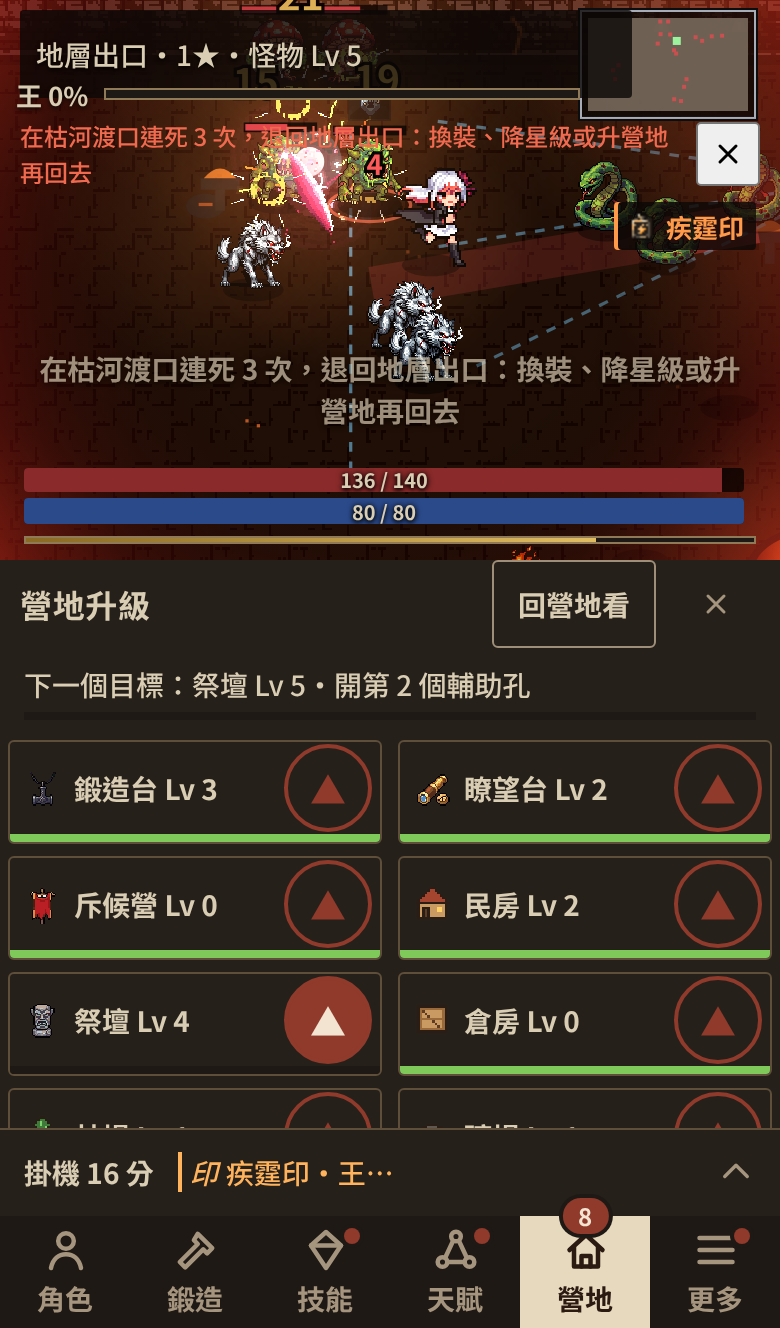 21
地層出口・1★・怪物 Lv 5
15
19
王 0%
在枯河渡口連死 3 次，退回地層出口：換裝、降星級或升營地
再回去
4
疾霆印
在枯河渡口連死 3 次，退回地層出口：換裝、降星級或升
營地再回去
136 / 140
80 / 80
營地升級
回營地看
下一個目標：祭壇 Lv 5・開第 2 個輔助孔
鍛造台 Lv 3
瞭望台 Lv 2
斥候營 Lv 0
民房 Lv 2
祭壇 Lv 4
倉房 Lv 0
掛機 16 分
印 疾霆印・王…
8
角色
鍛造
技能
天賦
營地
更多